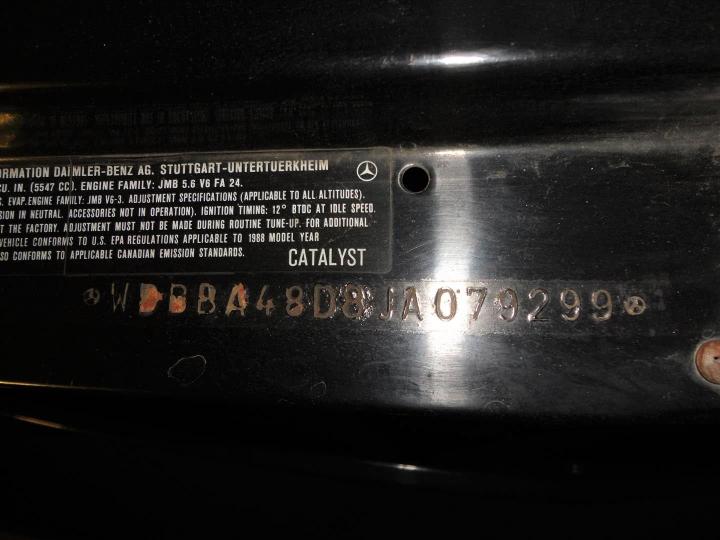 ORMATION DAIMLER-BENZ AG. STUTTGART-UNTERTUERKHEIM
CU. IN. (5547 CC). ENGINE FAMILY: JMB 5.6 V6 FA 24.
S. EVAP. ENGINE FAMILY: JMB V6-3. ADJUSTMENT SPECIFICATIONS (APPLICABLE TO ALL ALTITUDES).
SION IN NEUTRAL. ACCESSORIES NOT IN OPERATION). IGNITION TIMING: 12° BTDC AT IDLE SPEED.
T THE FACTORY. ADJUSTMENT MUST NOT BE MADE DURING ROUTINE TUNE-UP. FOR ADDITIONAL
VEHICLE CONFORMS TO U.S. EPA REGULATIONS APPLICABLE TO 1988 MODEL YEAR
SO CONFORMS TO APPLICABLE CANADIAN EMISSION STANDARDS.
CATALYST
WDBBA48D8JA079299